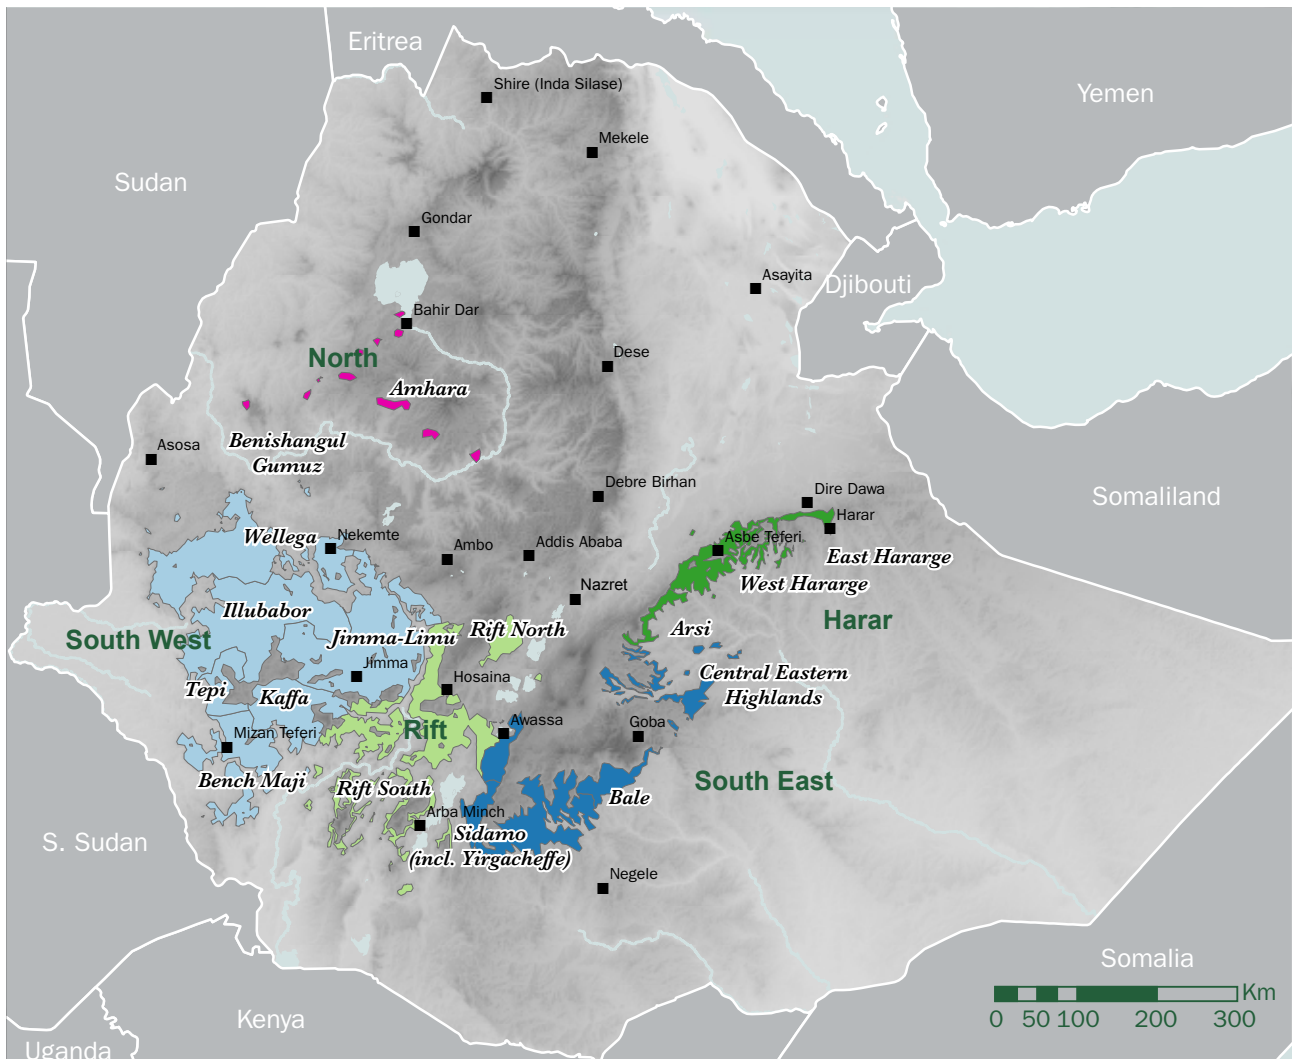 Eritrea
Shire (Inda Silase)
Yemen
Mekele
Sudan
Gondar
Asayita
Djibouti
Bahir Dar
Dese
North
Amhara
Benishangul
Gumuz
Asosa
Debre Birhan
Dire Dawa
Somaliland
Harar
Wellega
Nekemte
Ambo
Addis Ababa
Asbe Teferi
East Hararge
West Hararge
Nazret
Illubabor
Harar
South West
Jimma-Limu
Rift North
Arsi
Jimma
Hosaina
Central Eastern
Highlands
Tepi
Kaffa
Mizan Teferi
Rift
Awassa
Goba
Bench Maji
Rift South
South East
Bale
Arba Minch
Sidamo
(incl. Yirgacheffe)
S. Sudan
Negele
Somalia
Km
0 50 100 200 300
Kenya
Uganda